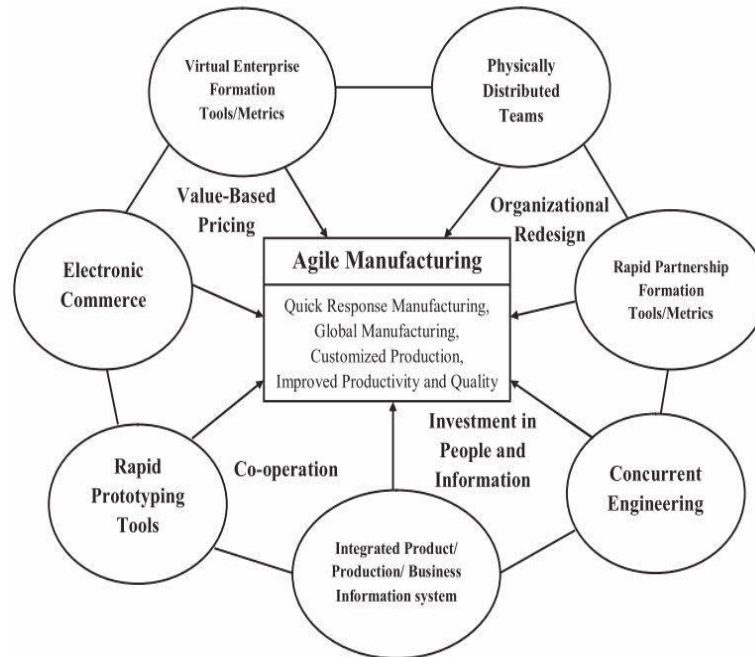 Virtual Enterprise
Formation
Tools/Metrics
Physically
Distributed
Teams
Value-Based
Pricing
Organizational
Redesign
Electronic
Commerce
Agile Manufacturing
Quick Response Manufacturing,
Global Manufacturing,
Customized Production,
Improved Productivity and Quality
Rapid Partnership
Formation
Tools/Metrics
Rapid
Prototyping
Tools
Co-operation
Investment in
People and
Information
Concurrent
Engineering
Integrated Product/
Production/ Business
Information system